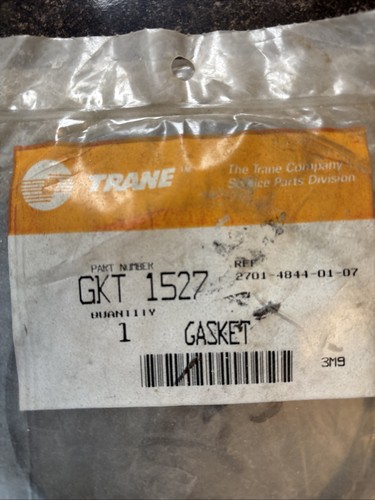 TRANE™
The Trane Company
Service Parts Division
PART NUMBER
GKT 1527
REF
2701-4844-01-07
QUANTITY
1
GASKET
3M9